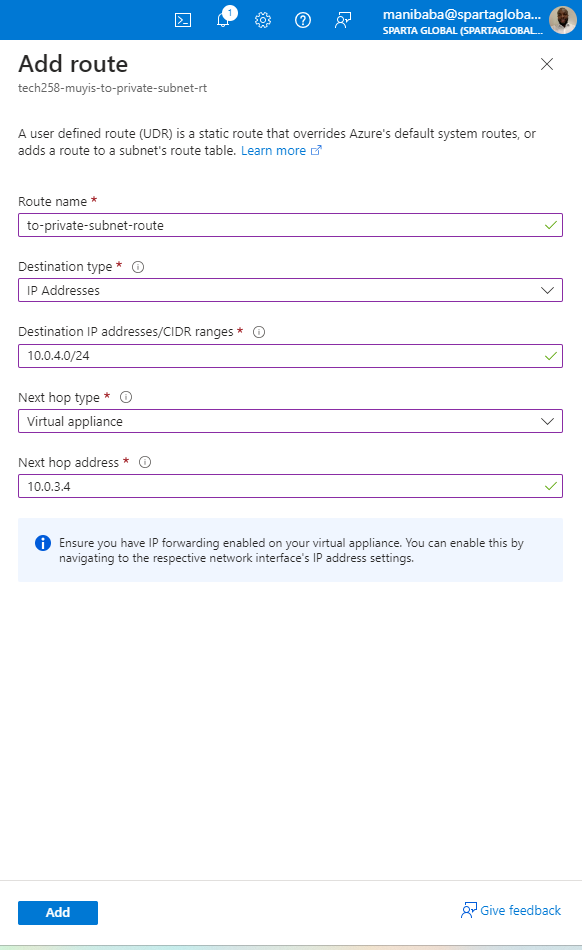 1
manibaba@spartagloba...
SPARTA GLOBAL (SPARTAGLOBAL...
Add route
tech258-muyis-to-private-subnet-rt
A user defined route (UDR) is a static route that overrides Azure's default system routes, or
adds a route to a subnet's route table. Learn more
Route name *
to-private-subnet-route
Destination type *
IP Addresses
Destination IP addresses/CIDR ranges *
10.0.4.0/24
Next hop type *
Virtual appliance
Next hop address *
10.0.3.4
Ensure you have IP forwarding enabled on your virtual appliance. You can enable this by
navigating to the respective network interface's IP address settings.
Add
Give feedback